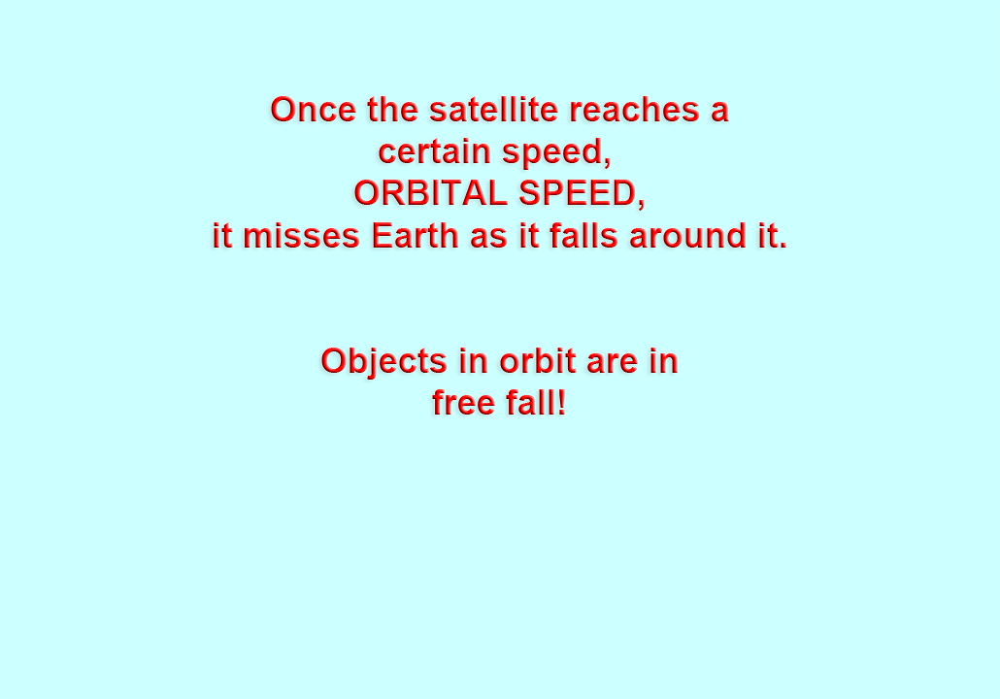 Once the satellite reaches a
certain speed,
ORBITAL SPEED,
it misses Earth as it falls around it.
Objects in orbit are in
free fall!